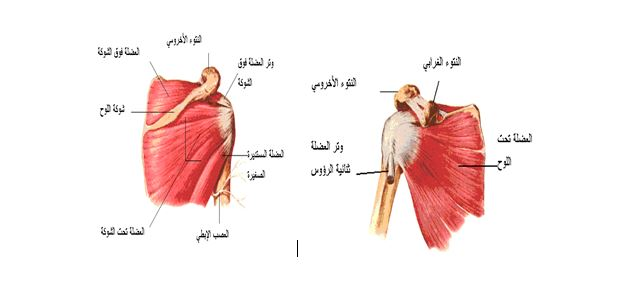 النتوء الأخرومي
العضلة فوق الشوكة
وتر العضلة فوق
الشوكة
شوكة اللوح
العضلة المستديرة
الصغيرة
العضلة تحت الشوكة
العصب الإبطي
النتوء الغرابي
النتوء الأخرومي
العضلة تحت
اللوح
وتر العضلة
ثنائية الرؤوس